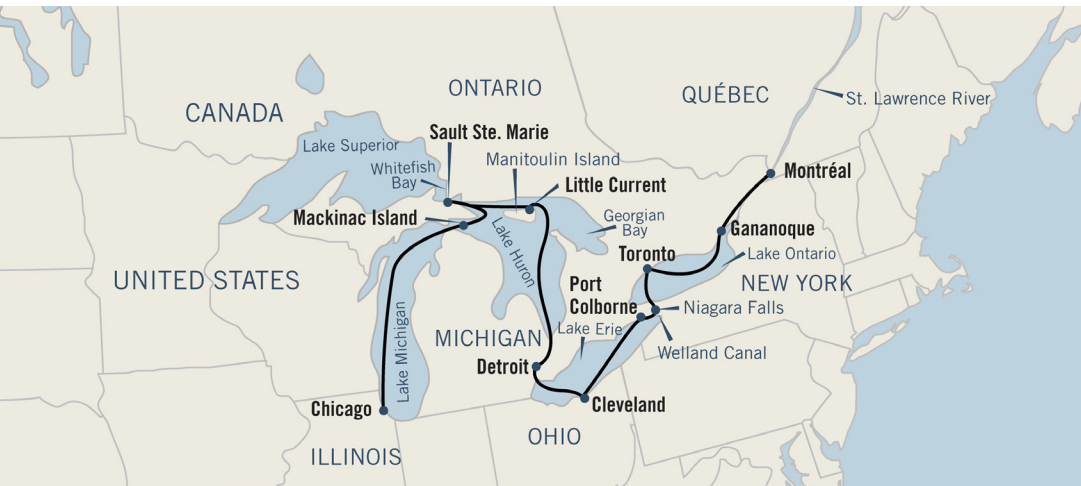 ONTARIO
QUÉBEC
CANADA
St. Lawrence River
Sault Ste. Marie
Lake Superior
Manitoulin Island
Whitefish
Bay
Montréal
Little Current
Mackinac Island
Georgian
Bay
Gananoque
Lake Huron
Toronto
Lake Ontario
UNITED STATES
Port
Colborne
NEW YORK
Niagara Falls
Lake Erie
MICHIGAN
Lake Michigan
Welland Canal
Detroit
Chicago
Cleveland
OHIO
ILLINOIS